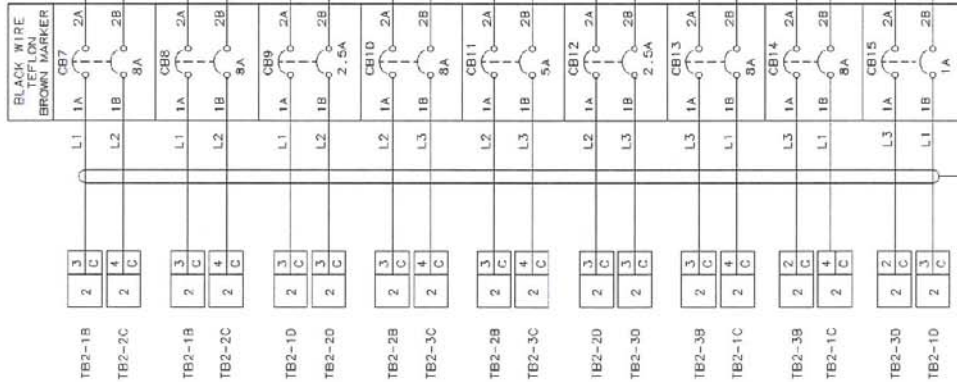 BLACK WIRE
TEFLON
BROWN MARKER
CB7
TB2-1B 2 3 C L1 1A 2A
TB2-2C 2 4 C L2 1B 2B
8A
CB8
TB2-1B 2 3 C L1 1A 2A
TB2-2C 2 4 C L2 1B 2B
8A
CB9
TB2-1D 2 3 C L1 1A 2A
TB2-2D 2 3 C L2 1B 2B
2.5A
CB10
TB2-2B 2 3 C L2 1A 2A
TB2-3C 2 4 C L3 1B 2B
8A
CB11
TB2-2B 2 3 C L2 1A 2A
TB2-3C 2 4 C L3 1B 2B
5A
CB12
TB2-2D 2 3 C L2 1A 2A
TB2-3D 2 3 C L3 1B 2B
2.5A
CB13
TB2-3B 2 3 C L3 1A 2A
TB2-1C 2 4 C L1 1B 2B
8A
CB14
TB2-3B 2 2 C L3 1A 2A
TB2-1C 2 4 C L1 1B 2B
8A
CB15
TB2-3D 2 2 C L3 1A 2A
TB2-1D 2 3 C L1 1B 2B
1A